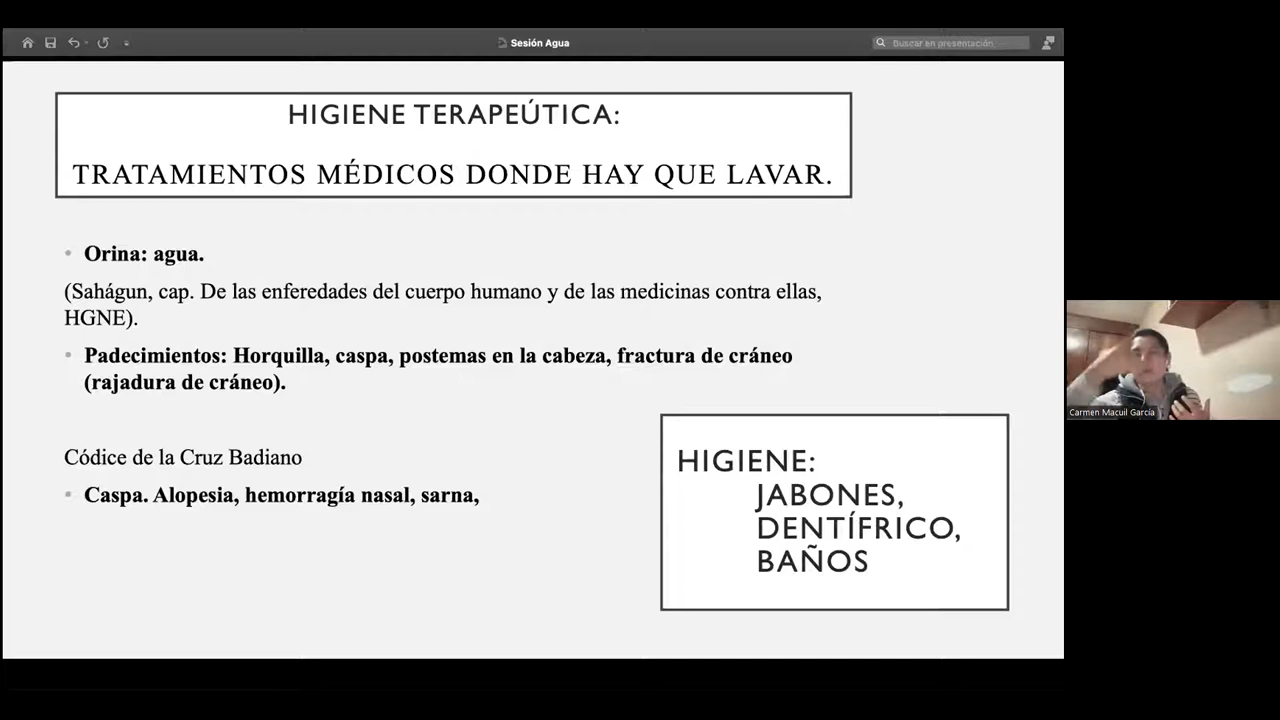 Sesión Agua
Buscar en presentación
HIGIENE TERAPEÚTICA:
TRATAMIENTOS MÉDICOS DONDE HAY QUE LAVAR.
• Orina: agua.
(Sahágun, cap. De las enferedades del cuerpo humano y de las medicinas contra ellas,
HGNE).
• Padecimientos: Horquilla, caspa, postemas en la cabeza, fractura de cráneo
(rajadura de cráneo).
Códice de la Cruz Badiano
• Caspa. Alopesia, hemorragía nasal, sarna,
HIGIENE:
JABONES,
DENTÍFRICO,
BAÑOS
Carmen Macuil García